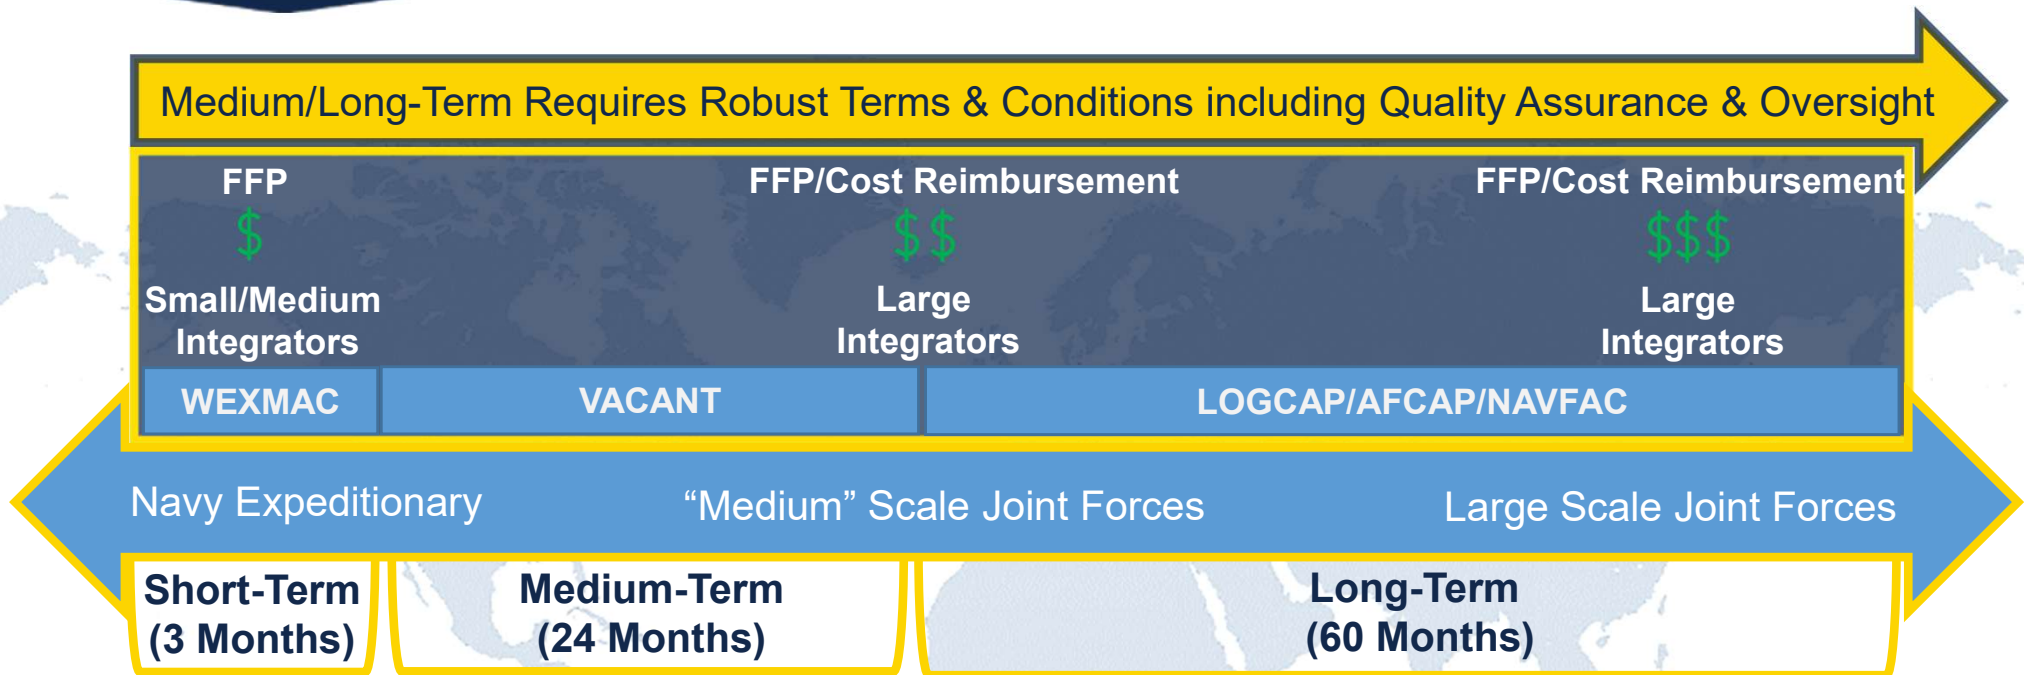 Medium/Long-Term Requires Robust Terms & Conditions including Quality Assurance & Oversight
FFP
$
Small/Medium
Integrators
FFP/Cost Reimbursement
$$
Large
Integrators
FFP/Cost Reimbursement
$$$
Large
Integrators
WEXMAC
VACANT
LOGCAP/AFCAP/NAVFAC
Navy Expeditionary
“Medium” Scale Joint Forces
Large Scale Joint Forces
Short-Term
(3 Months)
Medium-Term
(24 Months)
Long-Term
(60 Months)